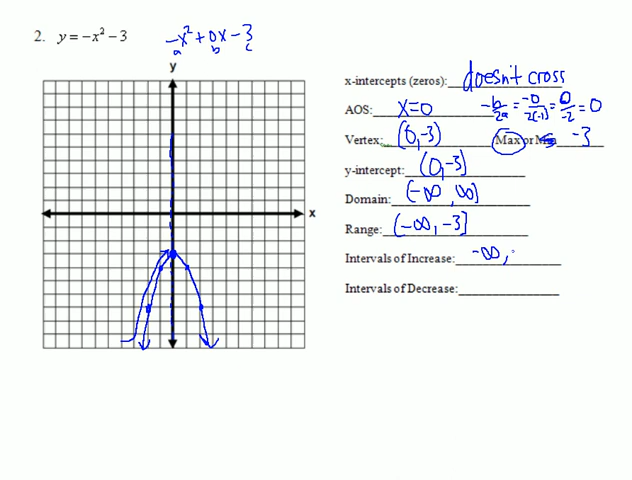 2. y = −x² − 3
-x² + 0x - 3
a b c
y
x
x-intercepts (zeros): doesn't cross
AOS: x=0 -b/2a = -0/2(-1) = 0/-2 = 0
Vertex: (0,-3) Max or Min -3
y-intercept: (0,-3)
Domain: (-∞, ∞)
Range: (-∞, -3]
Intervals of Increase: -∞,
Intervals of Decrease: